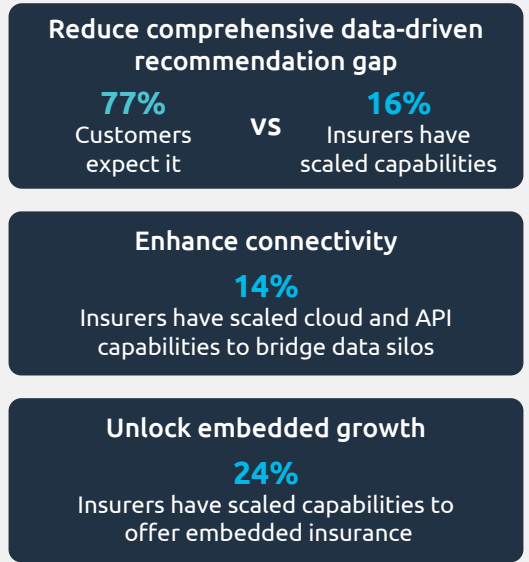 Reduce comprehensive data-driven
recommendation gap
77%
Customers
expect it
vs
16%
Insurers have
scaled capabilities
Enhance connectivity
14%
Insurers have scaled cloud and API
capabilities to bridge data silos
Unlock embedded growth
24%
Insurers have scaled capabilities to
offer embedded insurance